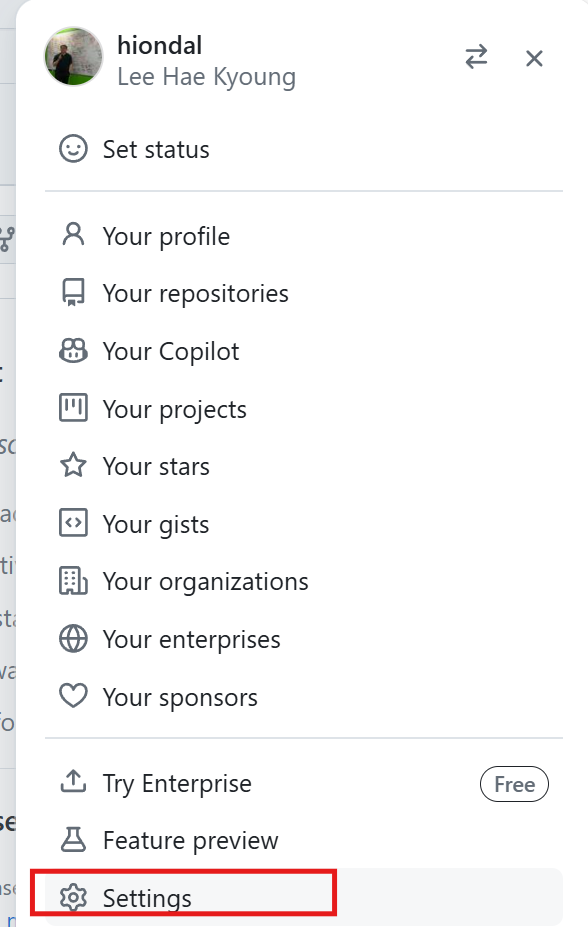 hiondal
Lee Hae Kyoung
Set status
Your profile
Your repositories
Your Copilot
Your projects
Your stars
Your gists
Your organizations
Your enterprises
Your sponsors
Try Enterprise Free
Feature preview
Settings